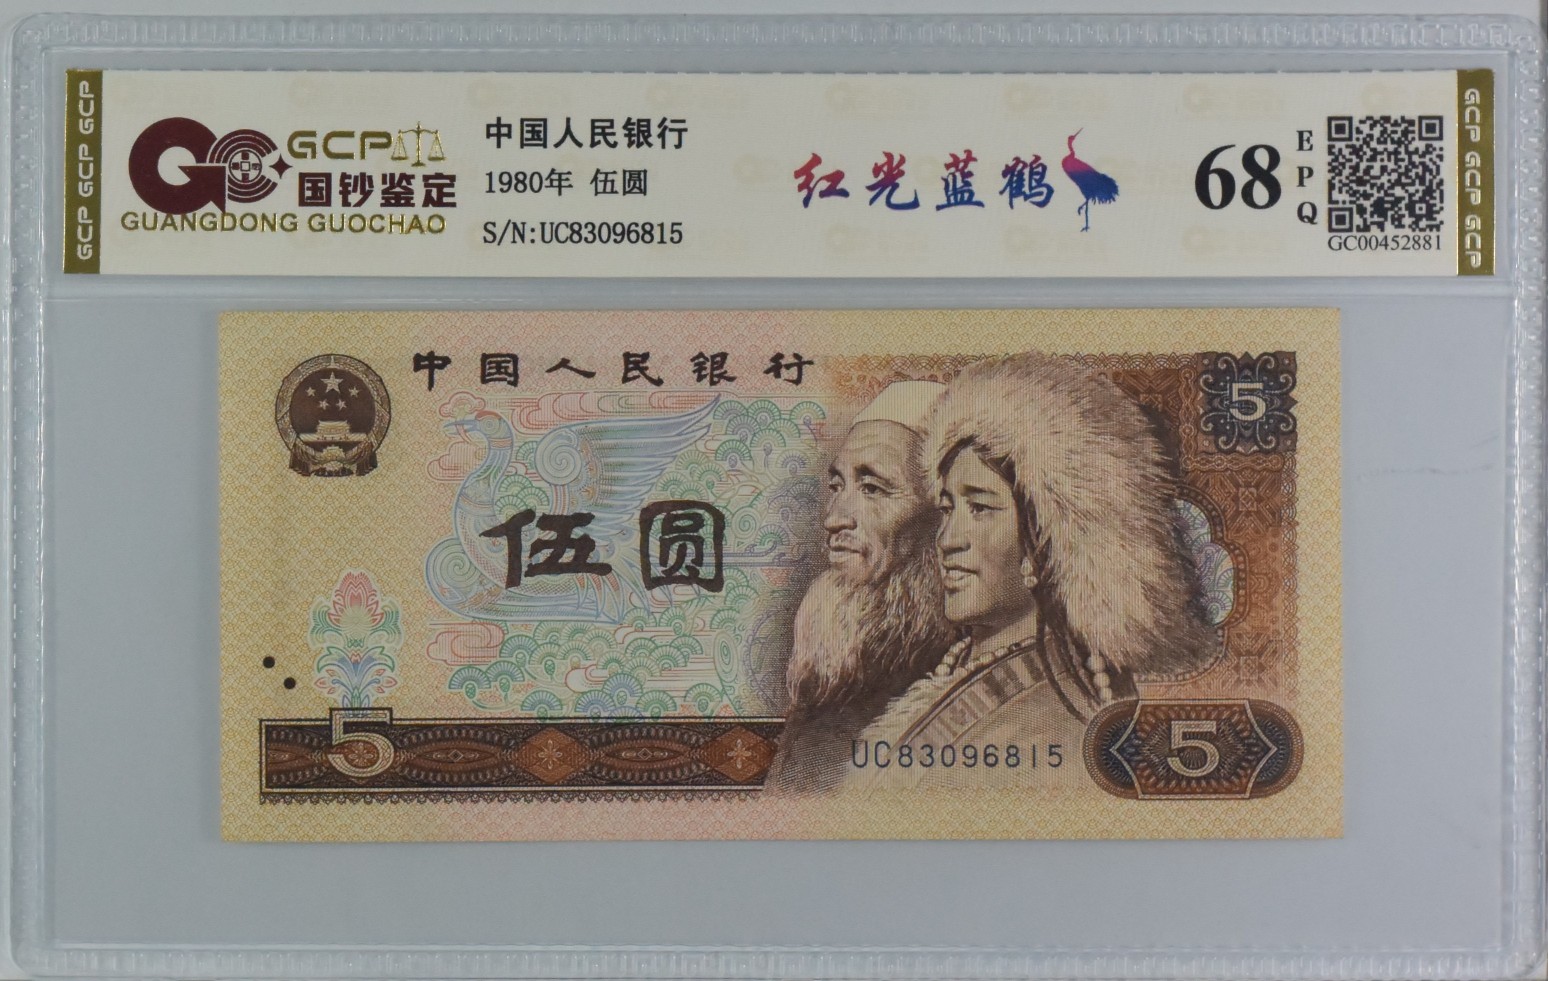 GCP GCP GCP
GCP
国钞鉴定
GUANGDONG GUOCHAO
中国人民银行
1980年 伍圆
S/N:UC83096815
红光蓝鹤
68
EPQ
GC00452881
GCP GCP GCP
中国人民银行
5
伍圆
5
UC83096815
5